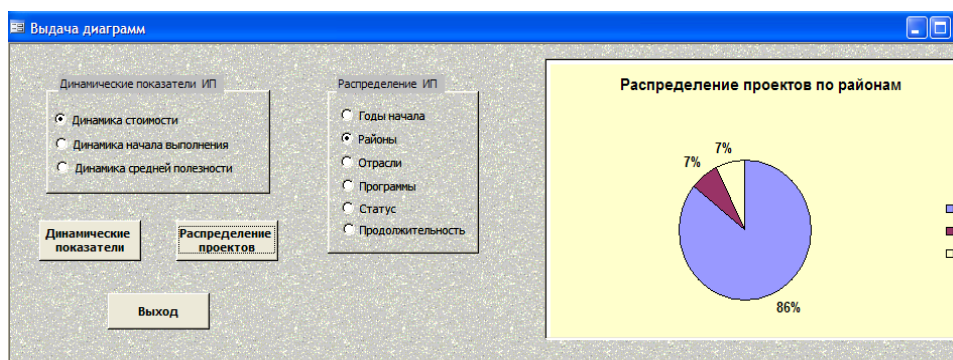 Выдача диаграмм
Динамические показатели ИП
Динамика стоимости
Динамика начала выполнения
Динамика средней полезности
Распределение ИП
Годы начала
Районы
Отрасли
Программы
Статус
Продолжительность
Динамические
показатели
Распределение
проектов
Выход
Распределение проектов по районам
7%
7%
86%